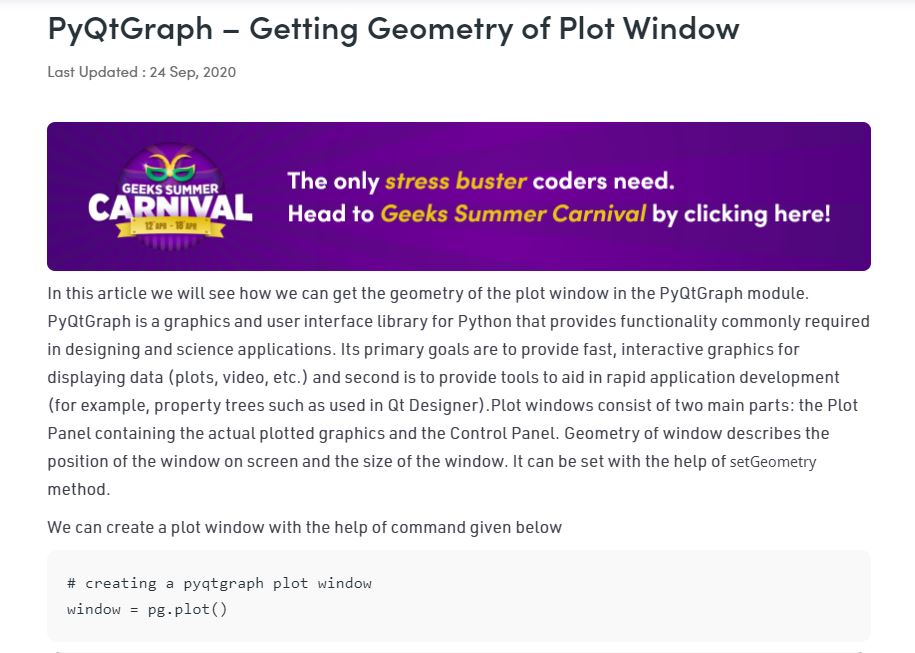 PyQtGraph – Getting Geometry of Plot Window
Last Updated : 24 Sep, 2020
GEEKS SUMMER
CARNIVAL
12 APR - 18 APR
The only stress buster coders need.
Head to Geeks Summer Carnival by clicking here!
In this article we will see how we can get the geometry of the plot window in the PyQtGraph module.
PyQtGraph is a graphics and user interface library for Python that provides functionality commonly required
in designing and science applications. Its primary goals are to provide fast, interactive graphics for
displaying data (plots, video, etc.) and second is to provide tools to aid in rapid application development
(for example, property trees such as used in Qt Designer).Plot windows consist of two main parts: the Plot
Panel containing the actual plotted graphics and the Control Panel. Geometry of window describes the
position of the window on screen and the size of the window. It can be set with the help of setGeometry
method.
We can create a plot window with the help of command given below
# creating a pyqtgraph plot window
window = pg.plot()